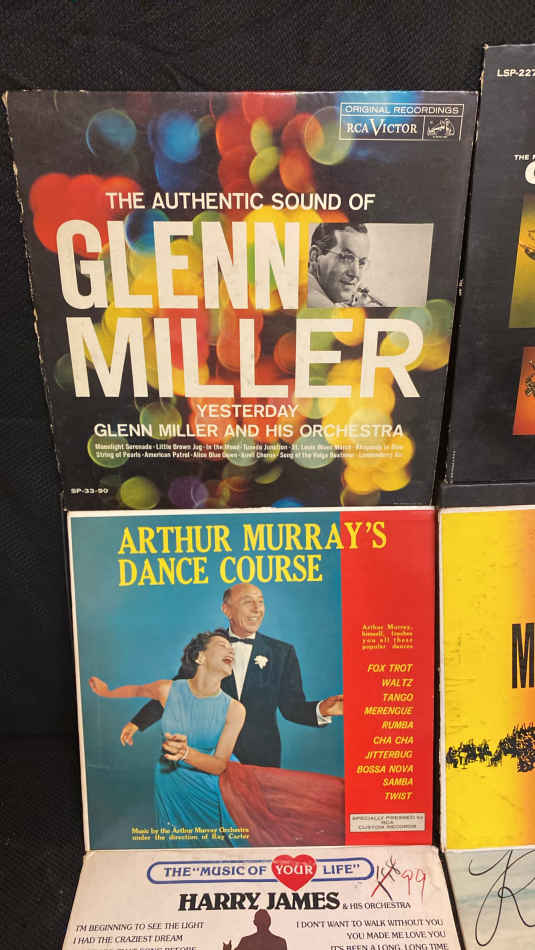 ORIGINAL RECORDINGS
RCA VICTOR
LSP-227
THE AUTHENTIC SOUND OF
GLENN
MILLER
YESTERDAY
GLENN MILLER AND HIS ORCHESTRA
Moonlight Serenade · Little Brown Jug · In the Mood · Tuxedo Junction · St. Louis Blues March · Rhapsody in Blue
String of Pearls · American Patrol · Alice Blue Gown · Anvil Chorus · Song of the Volga Boatmen · Londonderry Air
SP-33-90
THE
ARTHUR MURRAY'S
DANCE COURSE
Arthur Murray,
himself, teaches
you all these
popular dances
FOX TROT
WALTZ
TANGO
MERENGUE
RUMBA
CHA CHA
JITTERBUG
BOSSA NOVA
SAMBA
TWIST
Music by the Arthur Murray Orchestra
under the direction of Ray Carter
SPECIALLY PRESSED by
RCA
CUSTOM RECORDS
M
THE "MUSIC OF YOUR LIFE"
99
HARRY JAMES & HIS ORCHESTRA
I'M BEGINNING TO SEE THE LIGHT
I HAD THE CRAZIEST DREAM
I DON'T WANT TO WALK WITHOUT YOU
YOU MADE ME LOVE YOU
IT'S BEEN A LONG, LONG TIME